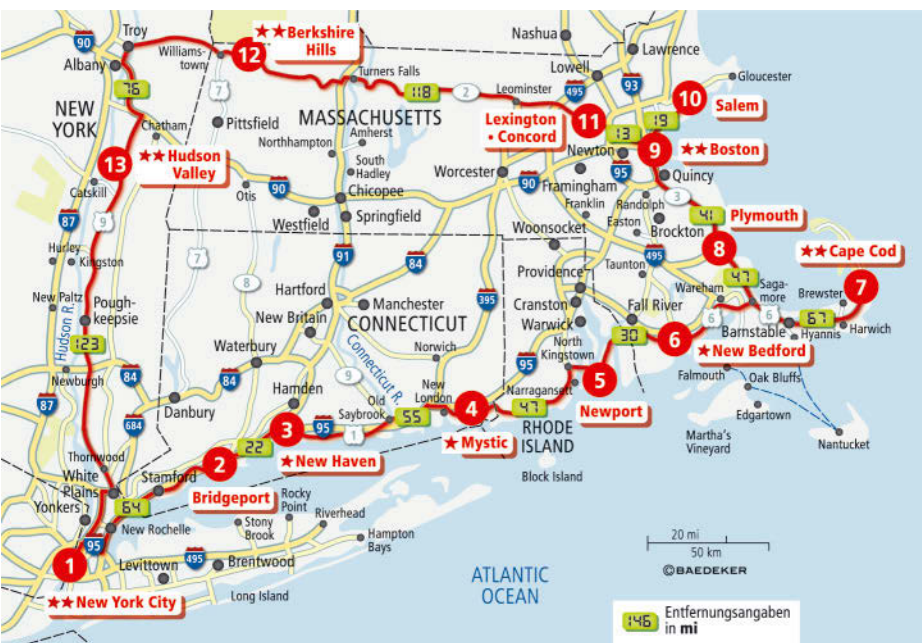 Troy
90
Albany
Williams-
town
12
★★Berkshire
Hills
Nashua
Lawrence
Lowell
Gloucester
495
93
76
2
118
Turners Falls
Leominster
NEW
YORK
7
MASSACHUSETTS
Lexington
• Concord
11
10
Salem
13
19
Chatham
Pittsfield
Northhampton
Amherst
South
Hadley
Newton
9
★★Boston
13
★★Hudson
Valley
Worcester
90
Framingham
95
Quincy
Catskill
Otis
90
Chicopee
Springfield
Westfield
Franklin
Randolph
Easton
3
41
Plymouth
Brockton
87
9
Woonsocket
8
★★Cape Cod
Hurley
Kingston
7
8
91
84
Providence
495
Taunton
47
7
New Paltz
Hartford
Manchester
395
Cranston
Wareham
Saga-
more
Brewster
Pough-
keepsie
New Britain
CONNECTICUT
Warwick
Fall River
6
6
67
Harwich
Hudson R.
123
Waterbury
Norwich
North
Kingstown
30
6
Barnstable
Hyannis
★New Bedford
Newburgh
84
84
Hamden
9
Connecticut R.
95
5
Falmouth
Oak Bluffs
87
Danbury
Old
Saybrook
New
London
Narragansett
Newport
Edgartown
684
3
95
1
55
4
47
RHODE
ISLAND
Martha's
Vineyard
Nantucket
Thornwood
22
★New Haven
★Mystic
Block Island
White
Plains
2
Stamford
Bridgeport
Yonkers
64
New Rochelle
Rocky
Point
Stony
Brook
Riverhead
Hampton
Bays
1
95
Levittown
495
Brentwood
Long Island
★★New York City
ATLANTIC
OCEAN
20 mi
50 km
©BAEDEKER
146
Entfernungsangaben
in mi